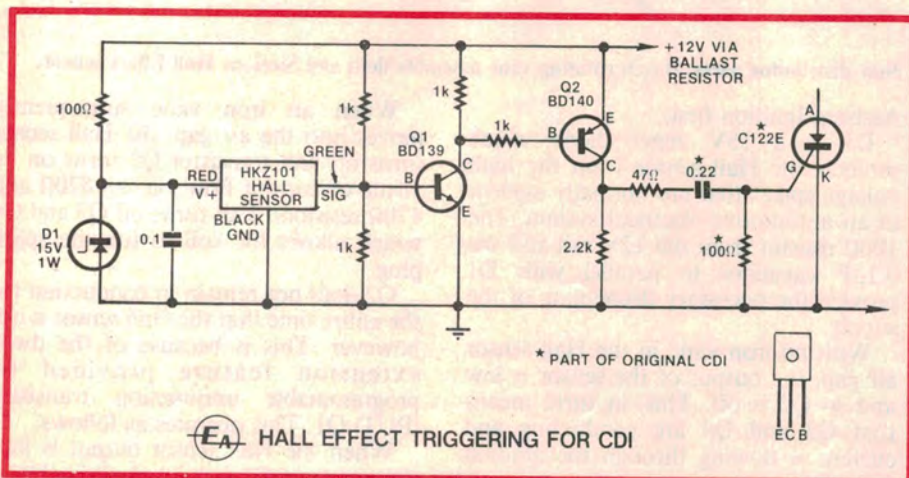 +12V VIA
BALLAST
RESISTOR
Q2
BD140
E
B
C
1k
1k
1k
100Ω
Q1
BD139
C
B
E
RED
HKZ101
HALL
SENSOR
GREEN
SIG
BLACK
GND
D1
15V
1W
0.1
1k
47Ω
*
0.22
*
C122E
A
G
K
2.2k
*
100Ω
* PART OF ORIGINAL CDI
ECB
EA HALL EFFECT TRIGGERING FOR CDI